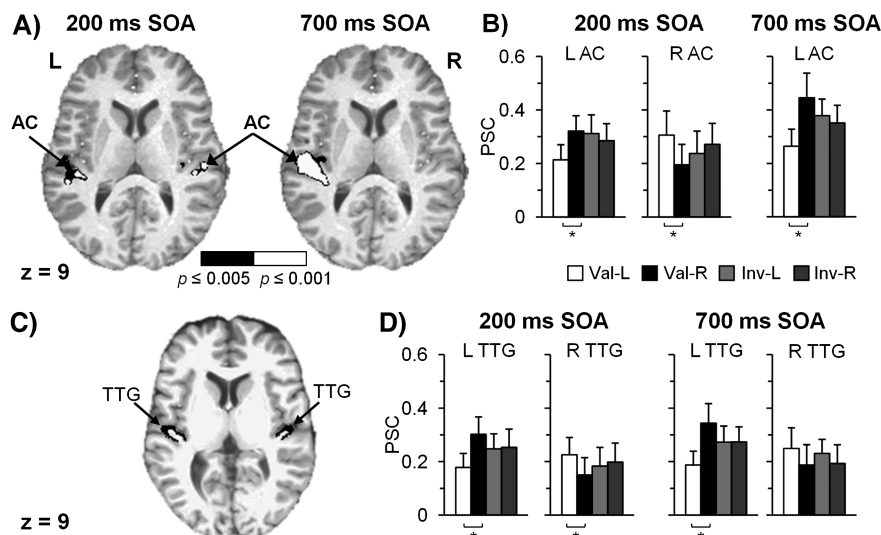 A)
200 ms SOA
700 ms SOA
L
R
AC
AC
z = 9
p ≤ 0.005 p ≤ 0.001
B)
200 ms SOA
700 ms SOA
L AC
R AC
L AC
0.6
0.4
0.2
0
PSC
*
*
*
Val-L
Val-R
Inv-L
Inv-R
C)
TTG
TTG
z = 9
D)
200 ms SOA
700 ms SOA
L TTG
R TTG
L TTG
R TTG
0.6
0.4
0.2
0
PSC
*
*
*